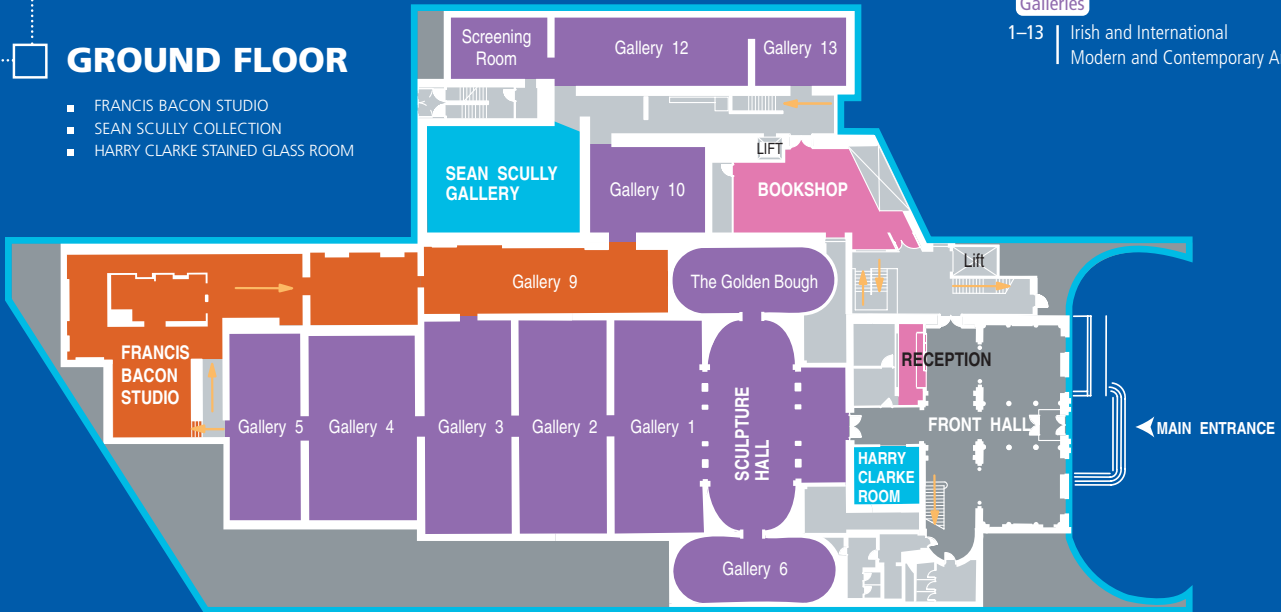 GROUND FLOOR
FRANCIS BACON STUDIO
SEAN SCULLY COLLECTION
HARRY CLARKE STAINED GLASS ROOM
Galleries
1–13
Irish and International
Modern and Contemporary A
Screening
Room
Gallery 12
Gallery 13
SEAN SCULLY
GALLERY
Gallery 10
LIFT
BOOKSHOP
Gallery 9
The Golden Bough
Lift
FRANCIS
BACON
STUDIO
RECEPTION
Gallery 5
Gallery 4
Gallery 3
Gallery 2
Gallery 1
SCULPTURE
HALL
FRONT HALL
MAIN ENTRANCE
HARRY
CLARKE
ROOM
Gallery 6